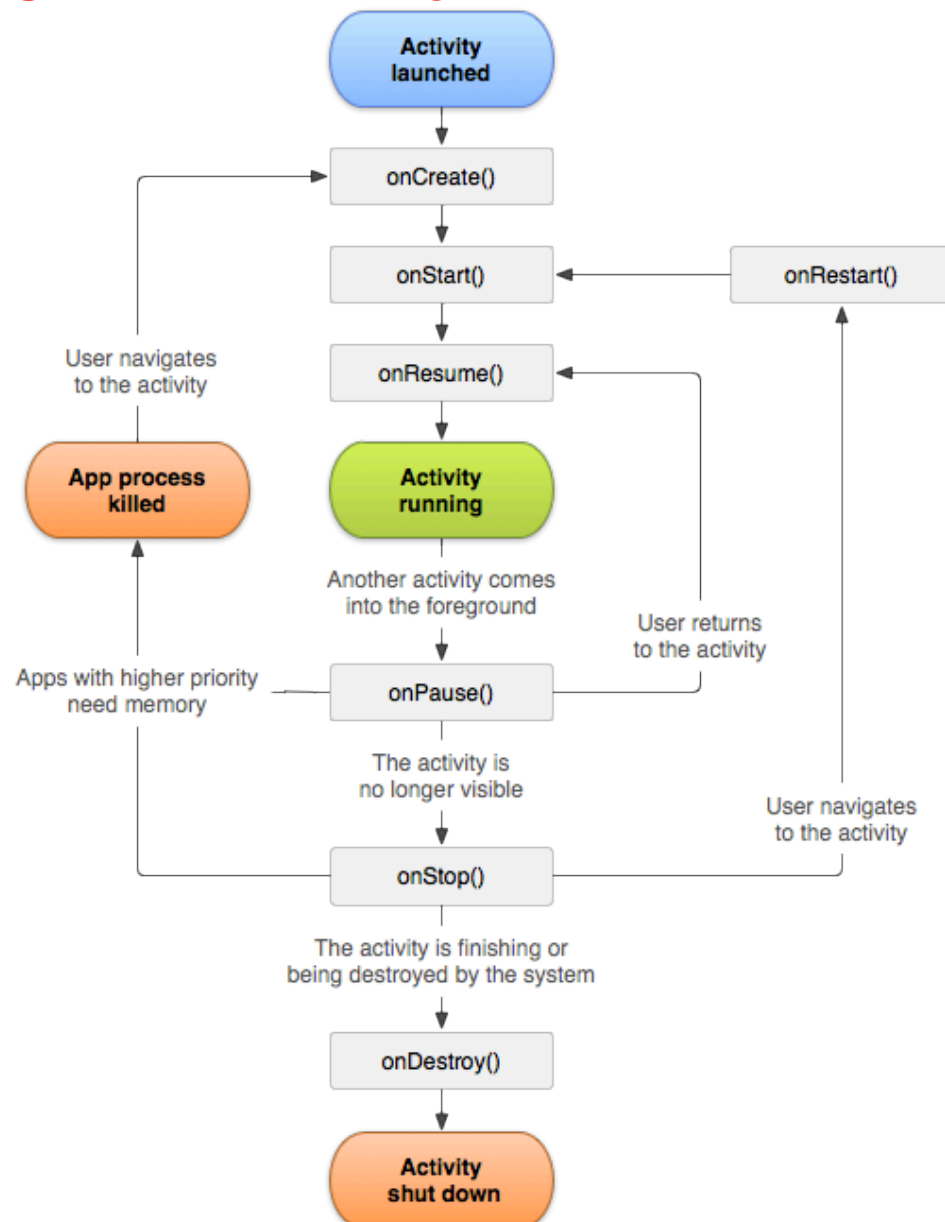 Activity
launched
onCreate()
onStart()
onRestart()
onResume()
User navigates
to the activity
App process
killed
Activity
running
Another activity comes
into the foreground
User returns
to the activity
Apps with higher priority
need memory
onPause()
The activity is
no longer visible
User navigates
to the activity
onStop()
The activity is finishing or
being destroyed by the system
onDestroy()
Activity
shut down